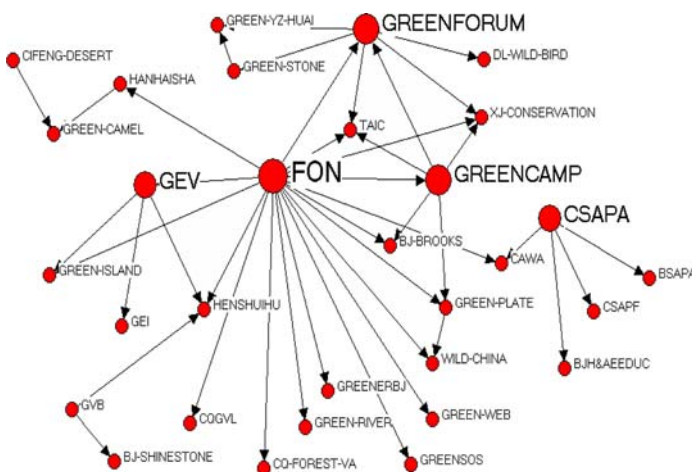 GREEN-YZ-HUAI
GREENFORUM
CIFENG-DESERT
DL-WILD-BIRD
GREEN-STONE
HANHAISHA
XJ-CONSERVATION
GREEN-CAMEL
TAIC
FON
GEV
GREENCAMP
CSAPA
BJ-BROOKS
CAWA
GREEN-ISLAND
BSAPA
HENSHUIHU
GREEN-PLATE
CSAPF
GEI
WILD-CHINA
BJH&AEEDUC
GREENERBJ
GVB
CQGVL
GREEN-RIVER
GREEN-WEB
BJ-SHINESTONE
CQ-FOREST-VA
GREENSOS